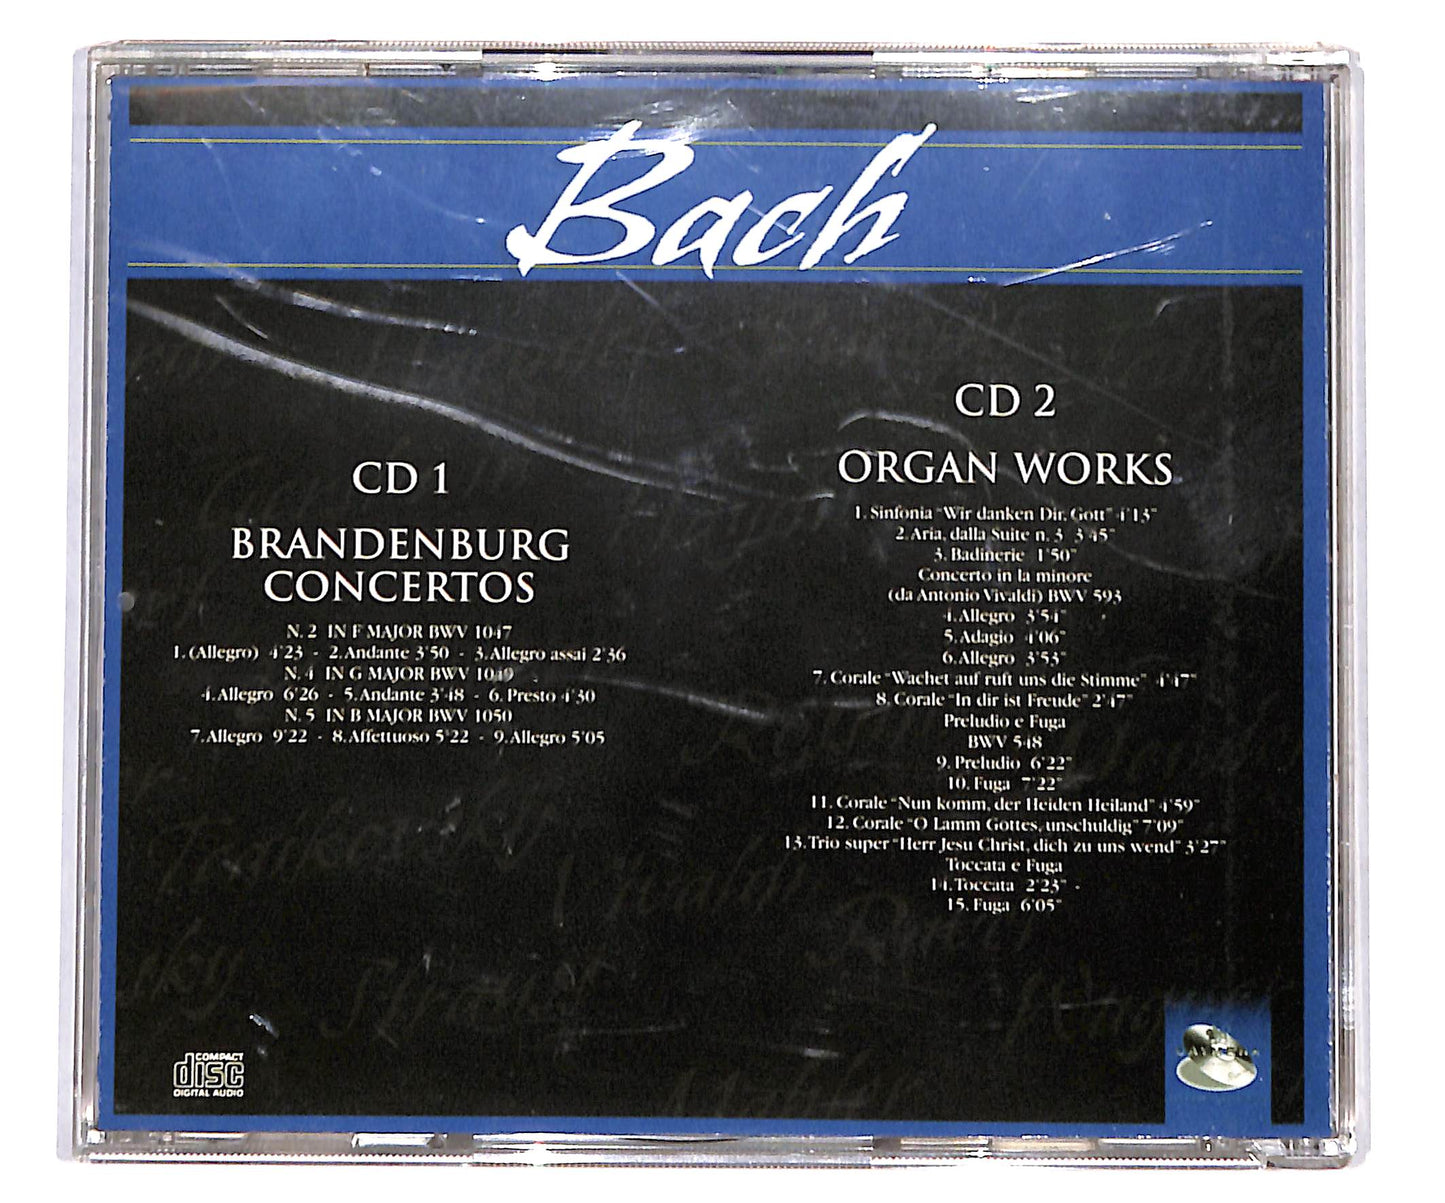 Bach
CD 1
BRANDENBURG
CONCERTOS
N. 2 IN F MAJOR BWV 1047
1. (Allegro) 4'23 - 2. Andante 3'50 - 3. Allegro assai 2'36
N. 4 IN G MAJOR BWV 1049
4. Allegro 6'26 - 5. Andante 3'48 - 6. Presto 4'30
N. 5 IN B MAJOR BWV 1050
7. Allegro 9'22 - 8. Affettuoso 5'22 - 9. Allegro 5'05
CD 2
ORGAN WORKS
1. Sinfonia "Wir danken Dir, Gott" 4'13"
2. Aria, dalla Suite n. 3 3'45"
3. Badinerie 1'50"
Concerto in la minore
(da Antonio Vivaldi) BWV 593
4. Allegro 3'54"
5. Adagio 4'06"
6. Allegro 3'53"
7. Corale "Wachet auf ruft uns die Stimme" 4'47"
8. Corale "In dir ist Freude" 2'47"
Preludio e Fuga
BWV 548
9. Preludio 6'22"
10. Fuga 7'22"
11. Corale "Nun komm, der Heiden Heiland" 4'59"
12. Corale "O Lamm Gottes, unschuldig" 7'09"
13. Trio super "Herr Jesu Christ, dich zu uns wend" 3'27"
Toccata e Fuga
14. Toccata 2'23" -
15. Fuga 6'05"
Vivaldi
COMPACT
disc
DIGITAL AUDIO